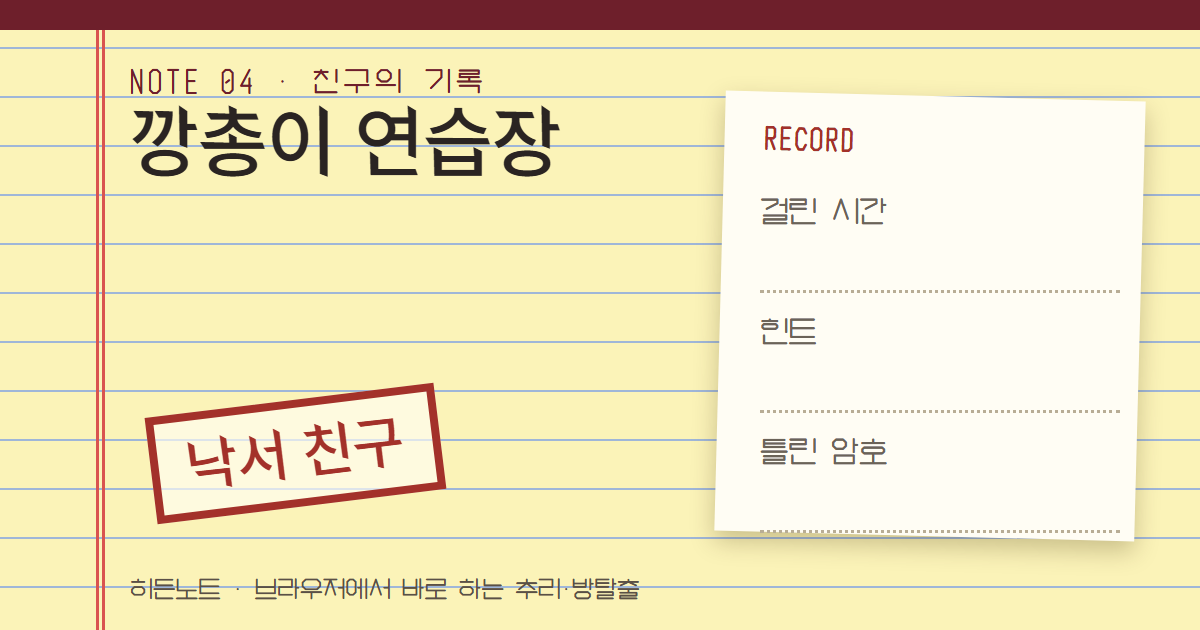 NOTE 04 · 친구의 기록
깡총이 연습장
RECORD
걸린 시간
힌트
틀린 암호
낙서 친구
히든노트 · 브라우저에서 바로 하는 추리·방탈출